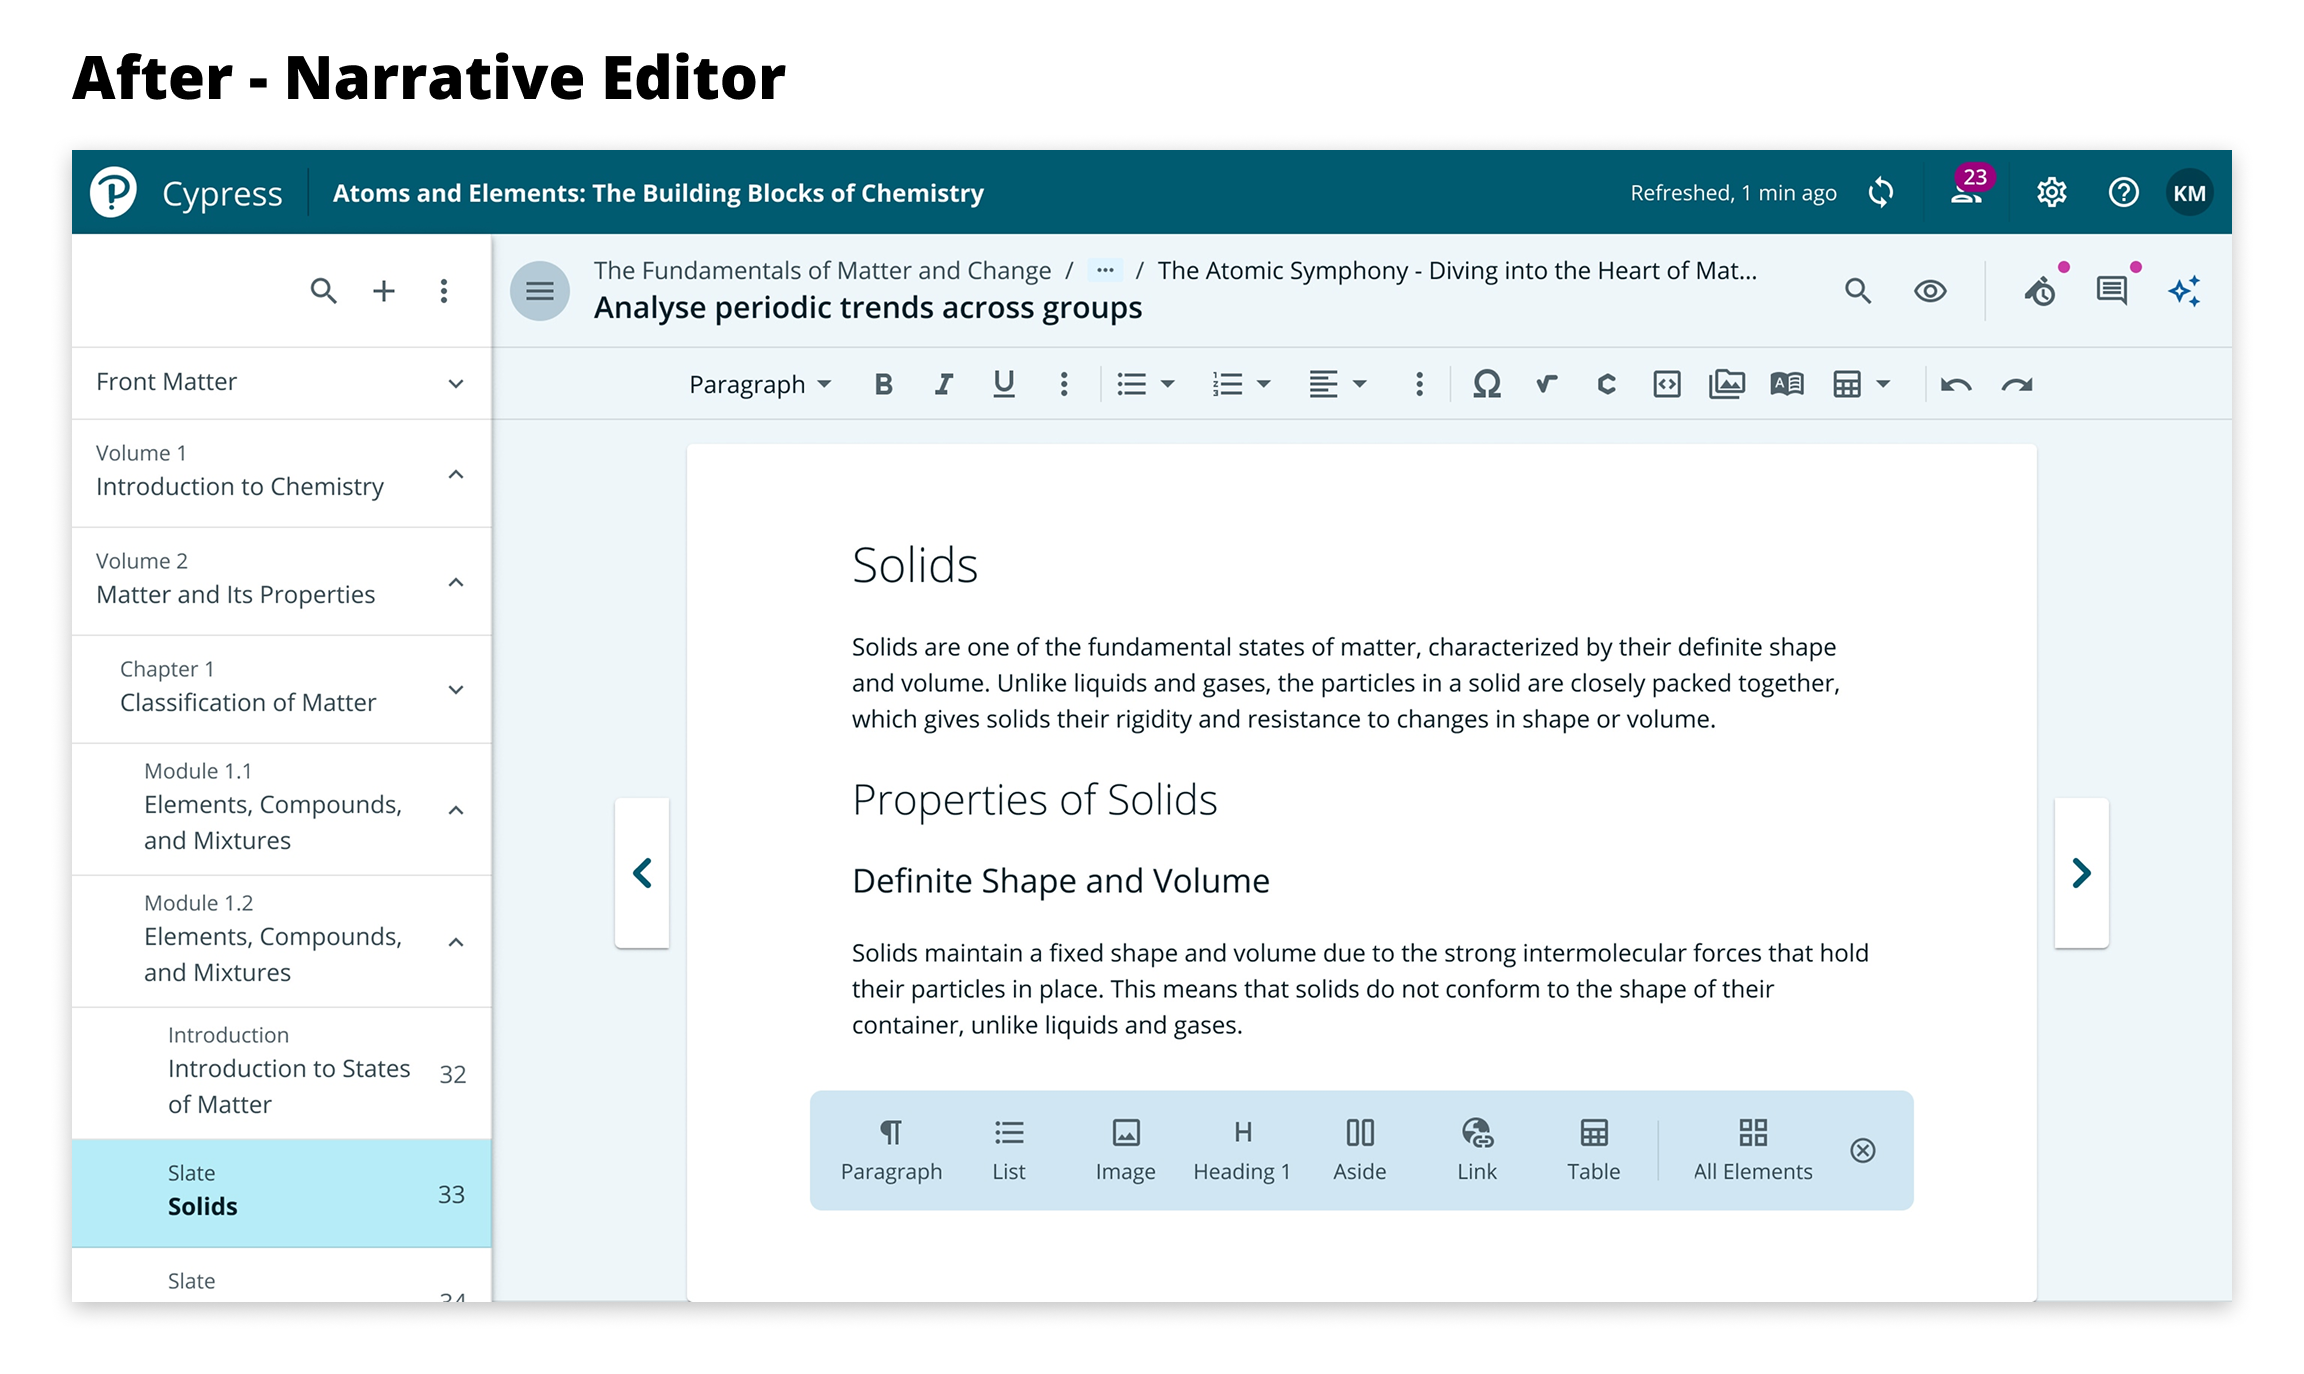 After - Narrative Editor
Cypress
Atoms and Elements: The Building Blocks of Chemistry
Refreshed, 1 min ago
23
KM
The Fundamentals of Matter and Change / ... / The Atomic Symphony - Diving into the Heart of Mat...
Analyse periodic trends across groups
Paragraph
B I U
Front Matter
Volume 1
Introduction to Chemistry
Volume 2
Matter and Its Properties
Chapter 1
Classification of Matter
Module 1.1
Elements, Compounds,
and Mixtures
Module 1.2
Elements, Compounds,
and Mixtures
Introduction
Introduction to States
of Matter
32
Slate
Solids
33
Slate
34
Solids
Solids are one of the fundamental states of matter, characterized by their definite shape
and volume. Unlike liquids and gases, the particles in a solid are closely packed together,
which gives solids their rigidity and resistance to changes in shape or volume.
Properties of Solids
Definite Shape and Volume
Solids maintain a fixed shape and volume due to the strong intermolecular forces that hold
their particles in place. This means that solids do not conform to the shape of their
container, unlike liquids and gases.
Paragraph
List
Image
Heading 1
Aside
Link
Table
All Elements